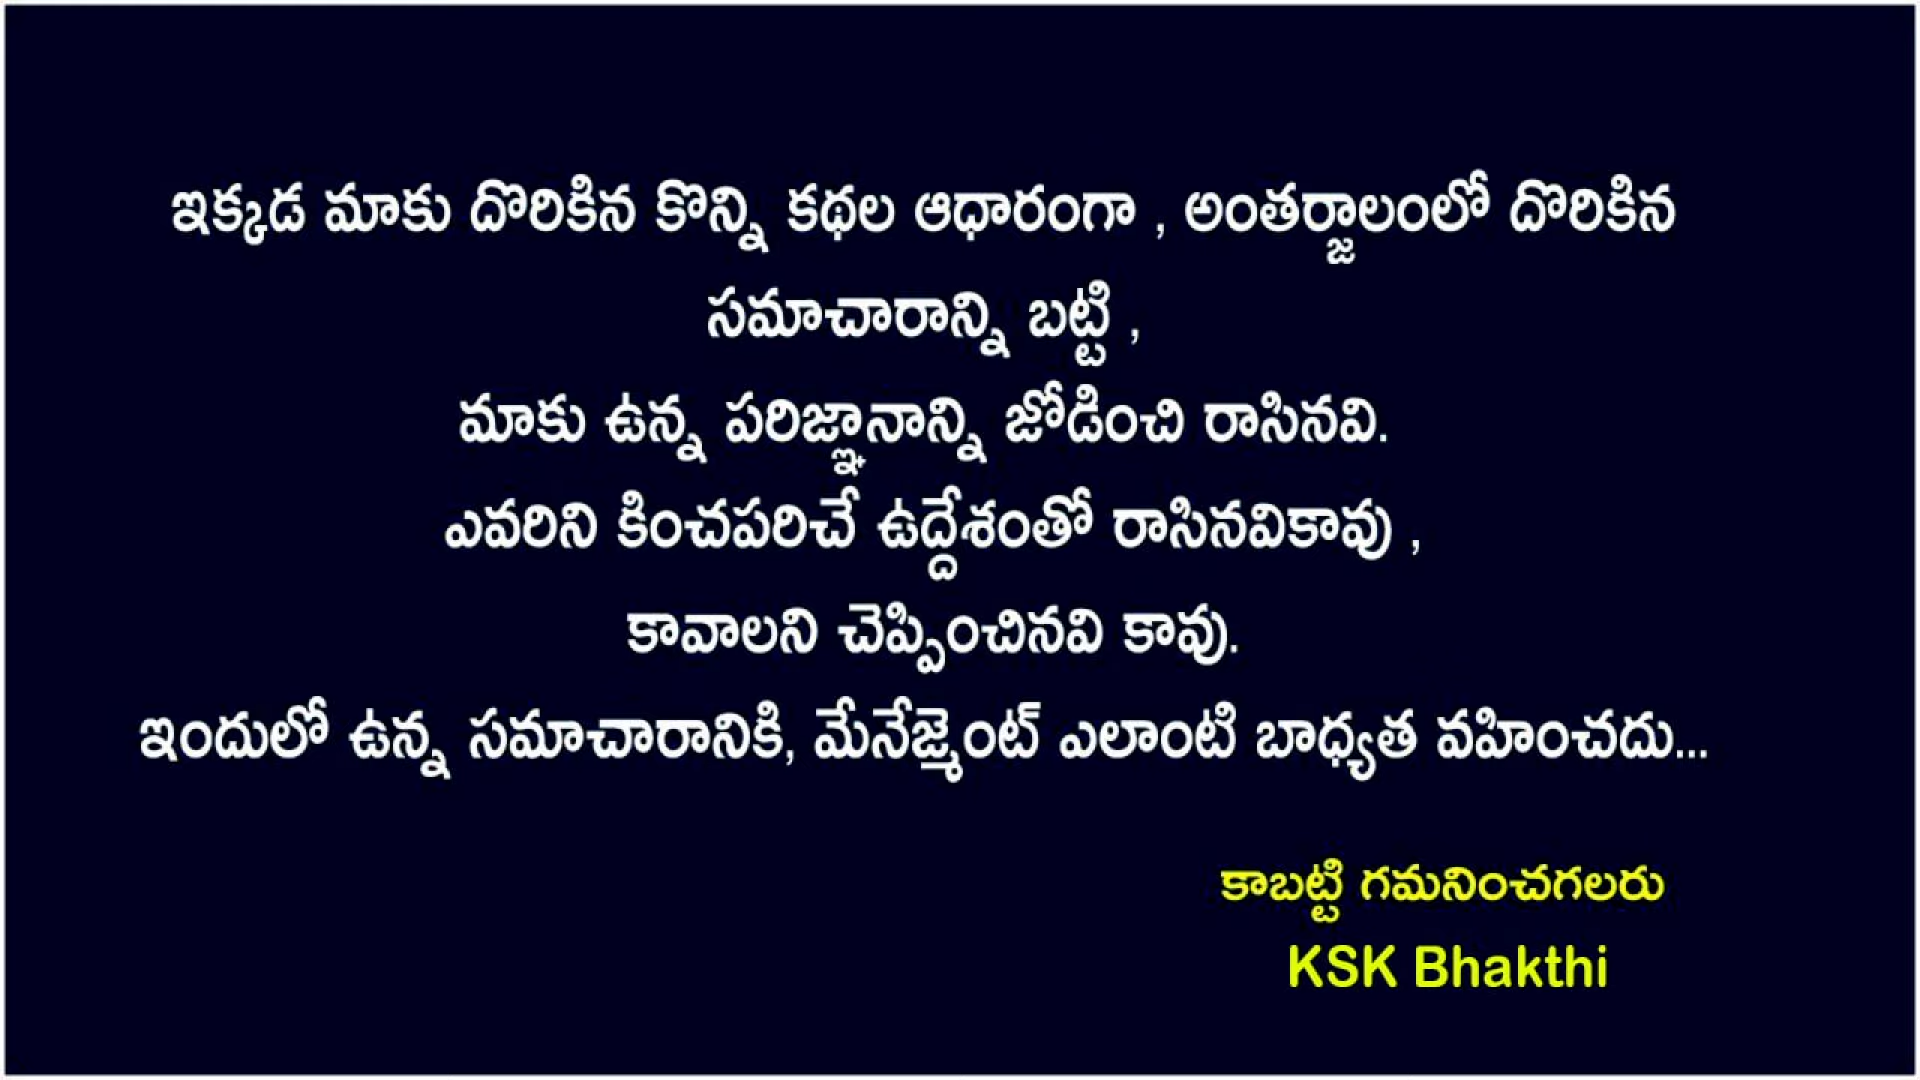 ఇక్కడ మాకు దొరికిన కొన్ని కథల ఆధారంగా , అంతర్జాలంలో దొరికిన
సమాచారాన్ని బట్టి ,
మాకు ఉన్న పరిజ్ఞానాన్ని జోడించి రాసినవి.
ఎవరిని కించపరిచే ఉద్దేశంతో రాసినవికావు ,
కావాలని చెప్పించినవి కావు.
ఇందులో ఉన్న సమాచారానికి, మేనేజ్మెంట్ ఎలాంటి బాధ్యత వహించదు...
కాబట్టి గమనించగలరు
KSK Bhakthi